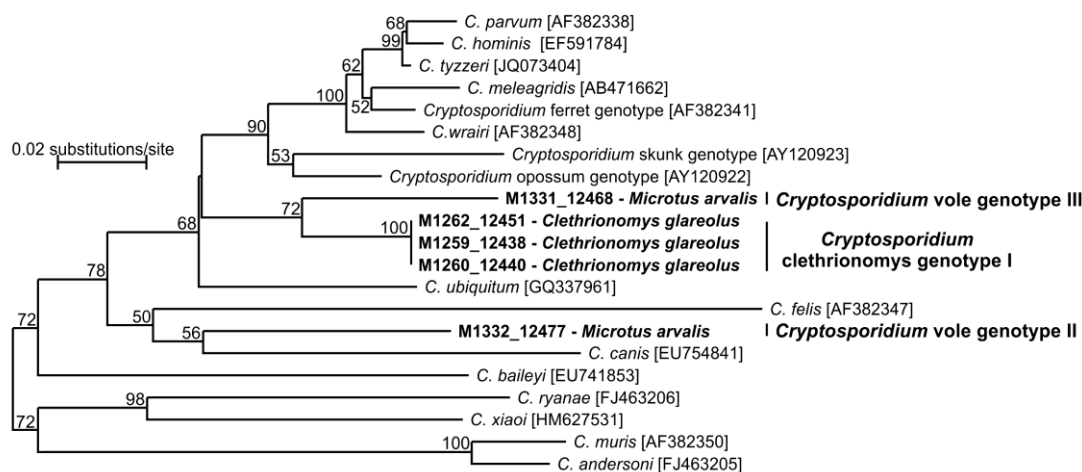 68
C. parvum [AF382338]
99
C. hominis [EF591784]
C. tyzzeri [JQ073404]
62
C. meleagridis [AB471662]
100
52
Cryptosporidium ferret genotype [AF382341]
C.wrairi [AF382348]
90
0.02 substitutions/site
53
Cryptosporidium skunk genotype [AY120923]
Cryptosporidium opossum genotype [AY120922]
M1331_12468 - Microtus arvalis
Cryptosporidium vole genotype III
72
M1262_12451 - Clethrionomys glareolus
100
M1259_12438 - Clethrionomys glareolus
M1260_12440 - Clethrionomys glareolus
Cryptosporidium
clethrionomys genotype I
68
78
C. ubiquitum [GQ337961]
C. felis [AF382347]
50
72
56
M1332_12477 - Microtus arvalis
Cryptosporidium vole genotype II
C. canis [EU754841]
C. baileyi [EU741853]
98
C. ryanae [FJ463206]
72
C. xiaoi [HM627531]
100
C. muris [AF382350]
C. andersoni [FJ463205]